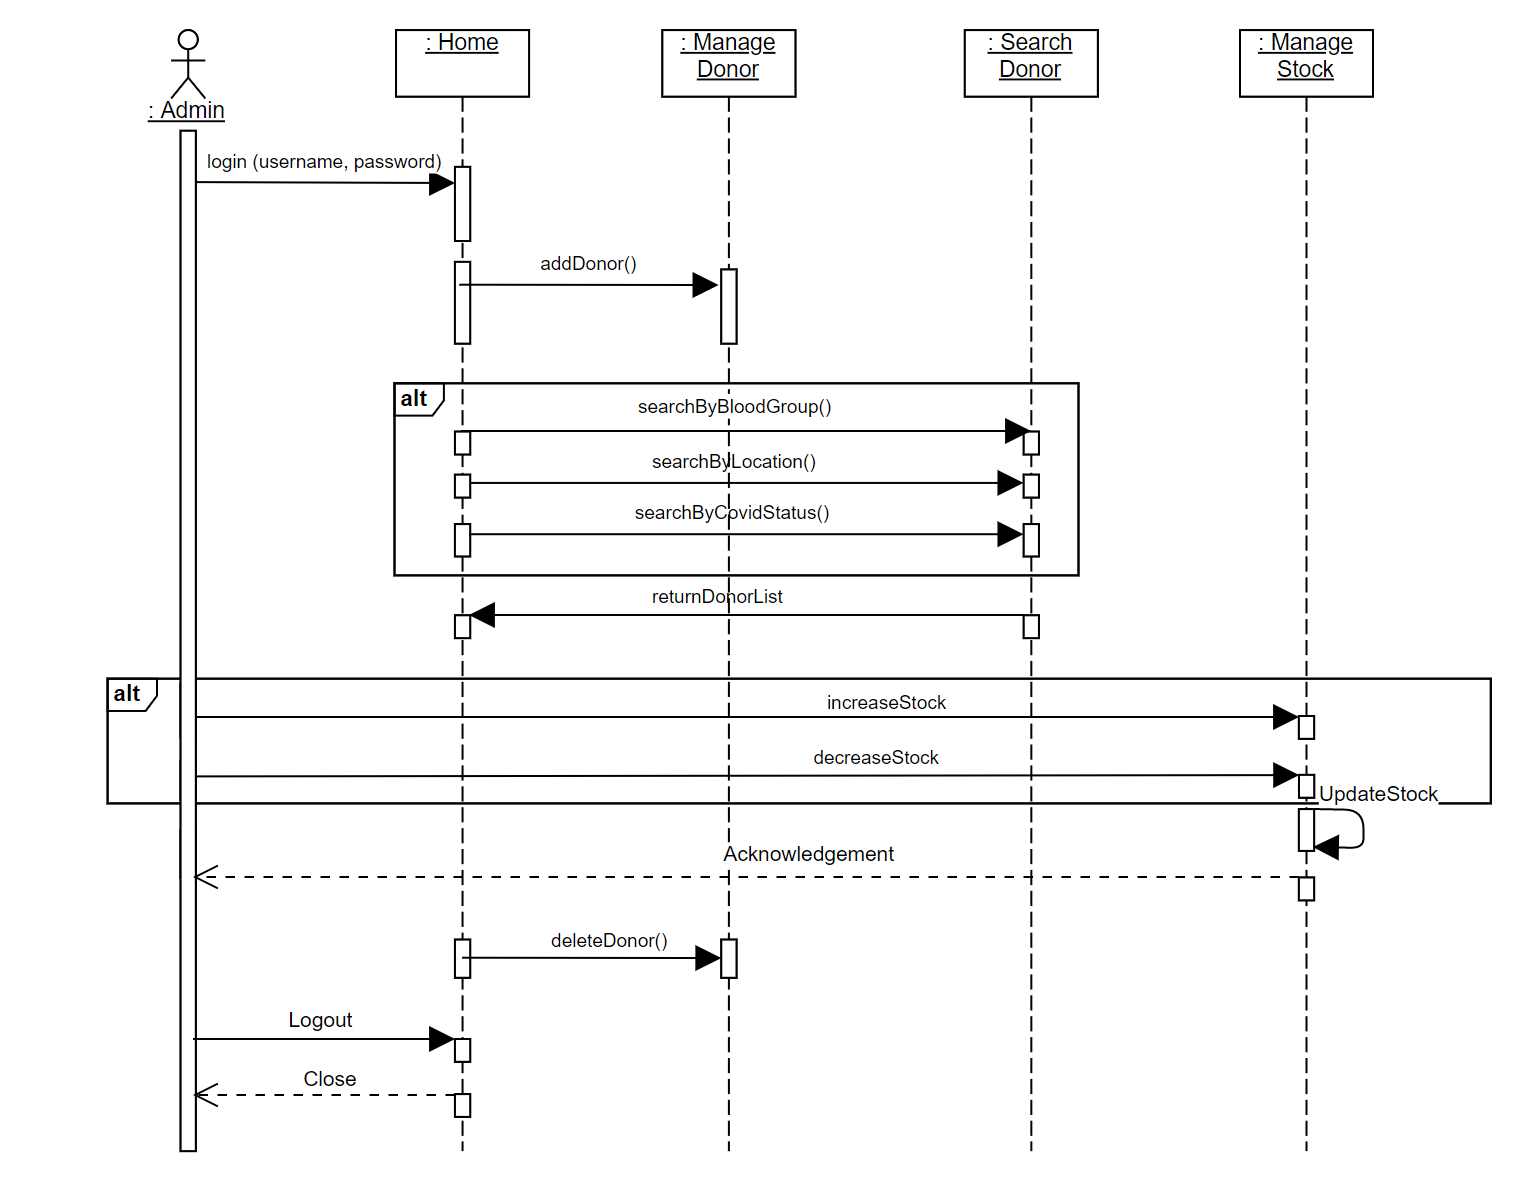 : Home
: Manage
Donor
: Search
Donor
: Manage
Stock
: Admin
login (username, password)
addDonor()
alt
searchByBloodGroup()
searchByLocation()
searchByCovidStatus()
returnDonorList
alt
increaseStock
decreaseStock
UpdateStock
Acknowledgement
deleteDonor()
Logout
Close